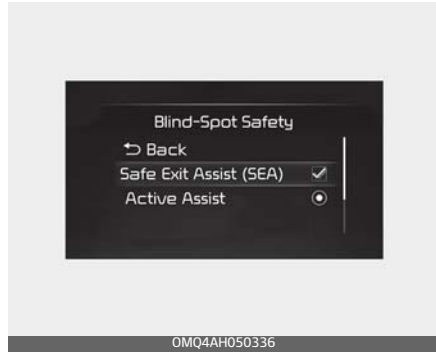 Blind-Spot Safety
Back
Safe Exit Assist (SEA)
Active Assist
OMQ4AH050336